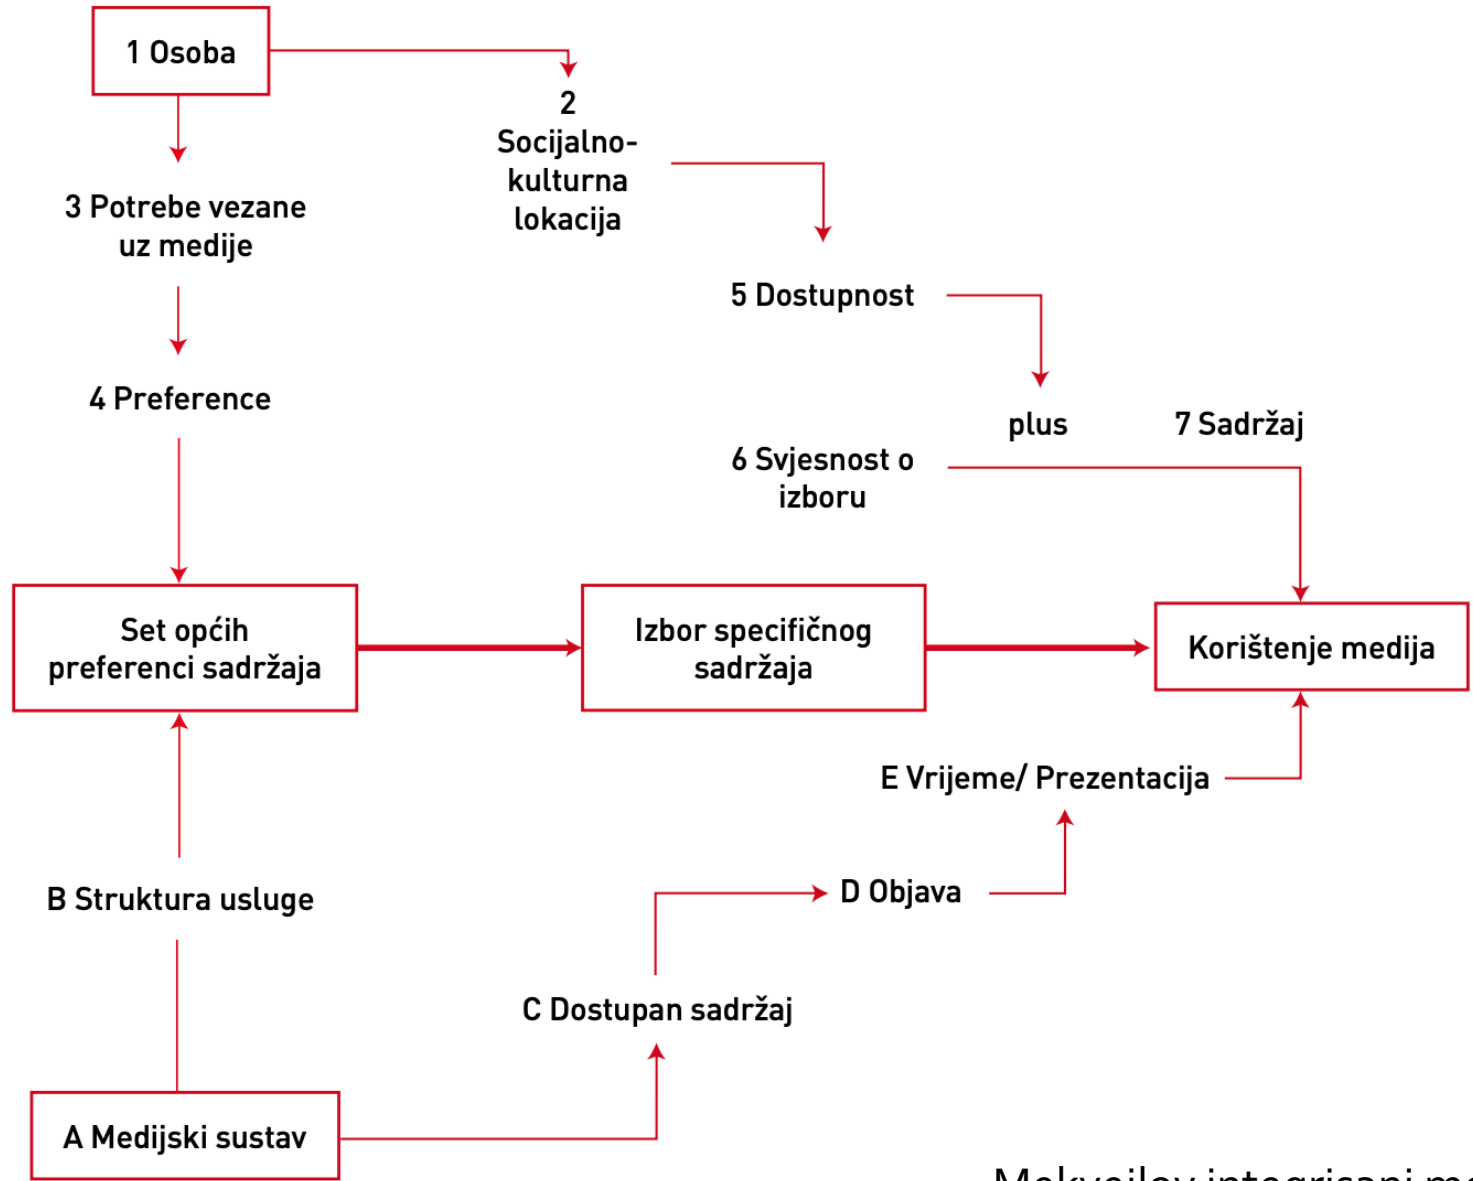 1 Osoba
2
Socijalno-
kulturna
lokacija
3 Potrebe vezane
uz medije
5 Dostupnost
4 Preference
plus
7 Sadržaj
6 Svjesnost o
izboru
Set općih
preferenci sadržaja
Izbor specifičnog
sadržaja
Korištenje medija
E Vrijeme/ Prezentacija
B Struktura usluge
D Objava
C Dostupan sadržaj
A Medijski sustav
integrisani